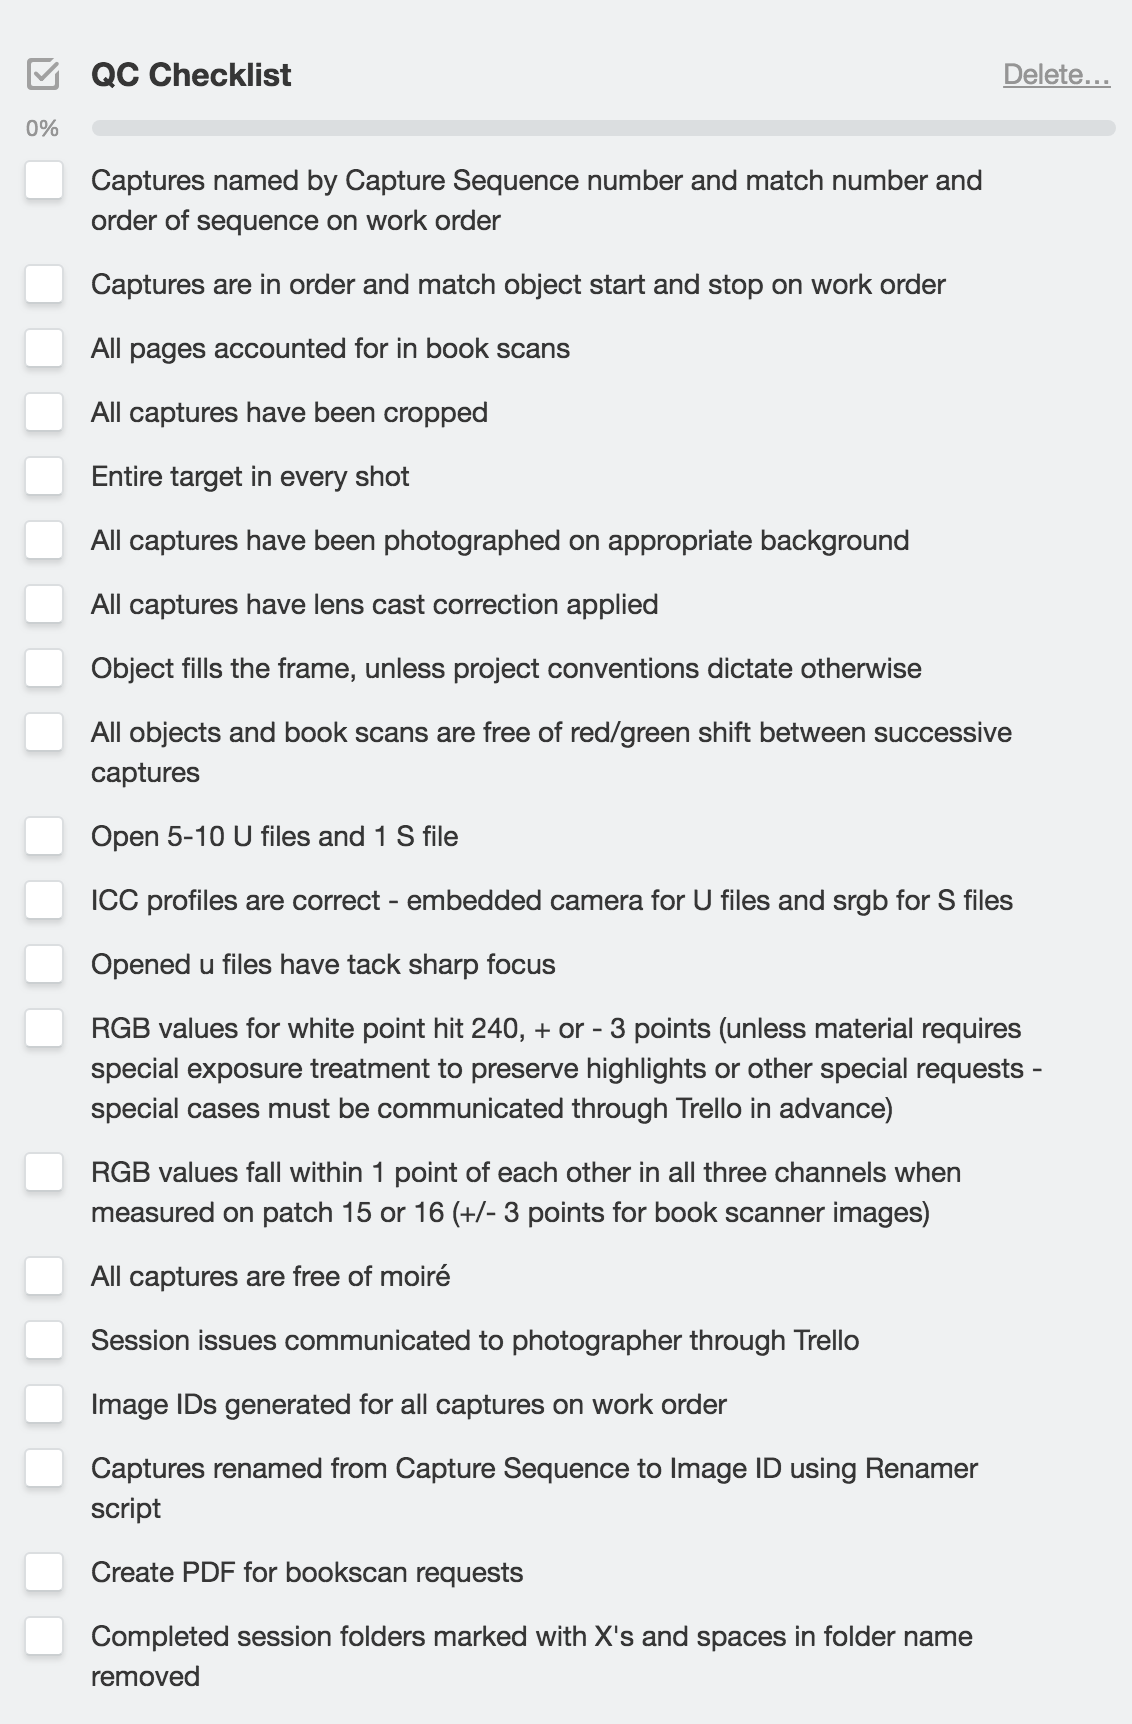 QC Checklist
Delete...
0%
Captures named by Capture Sequence number and match number and
order of sequence on work order
Captures are in order and match object start and stop on work order
All pages accounted for in book scans
All captures have been cropped
Entire target in every shot
All captures have been photographed on appropriate background
All captures have lens cast correction applied
Object fills the frame, unless project conventions dictate otherwise
All objects and book scans are free of red/green shift between successive
captures
Open 5-10 U files and 1 S file
ICC profiles are correct - embedded camera for U files and srgb for S files
Opened u files have tack sharp focus
RGB values for white point hit 240, + or - 3 points (unless material requires
special exposure treatment to preserve highlights or other special requests -
special cases must be communicated through Trello in advance)
RGB values fall within 1 point of each other in all three channels when
measured on patch 15 or 16 (+/- 3 points for book scanner images)
All captures are free of moiré
Session issues communicated to photographer through Trello
Image IDs generated for all captures on work order
Captures renamed from Capture Sequence to Image ID using Renamer
script
Create PDF for bookscan requests
Completed session folders marked with X's and spaces in folder name
removed